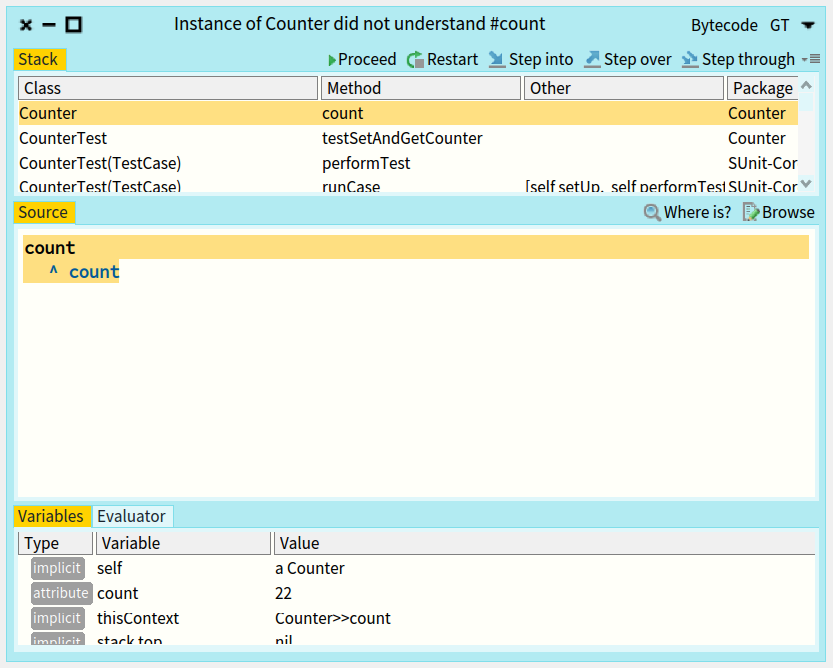 Instance of Counter did not understand #count
Bytecode GT
Stack
Proceed Restart Step into Step over Step through
Class Method Other Package
Counter count Counter
CounterTest testSetAndGetCounter Counter
CounterTest(TestCase) performTest SUnit-Cor
CounterTest(TestCase) runCase [self setUp. self performTest SUnit-Cor
Source
Where is? Browse
count
^ count
Variables Evaluator
Type Variable Value
implicit self a Counter
attribute count 22
implicit thisContext Counter>>count
implicit stack top nil